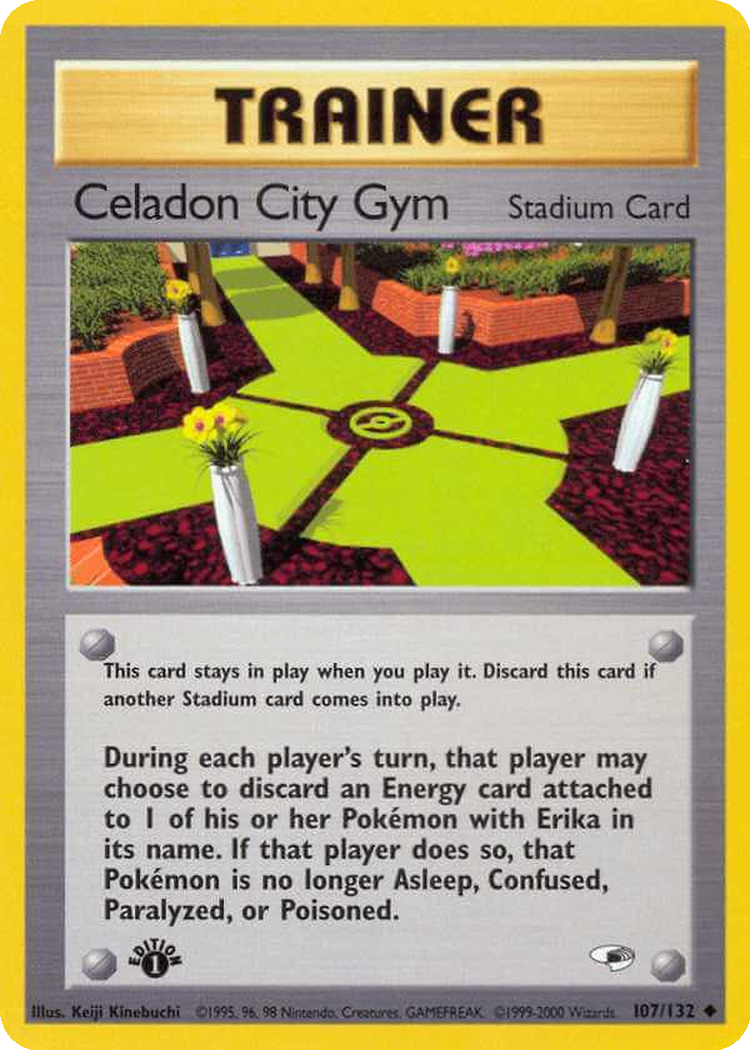 TRAINER
Celadon City Gym Stadium Card
This card stays in play when you play it. Discard this card if
another Stadium card comes into play.
During each player's turn, that player may
choose to discard an Energy card attached
to 1 of his or her Pokémon with Erika in
its name. If that player does so, that
Pokémon is no longer Asleep, Confused,
Paralyzed, or Poisoned.
EDITION
1
Illus. Keiji Kinebuchi ©1995, 96, 98 Nintendo, Creatures, GAMEFREAK. ©1999-2000 Wizards. 107/132